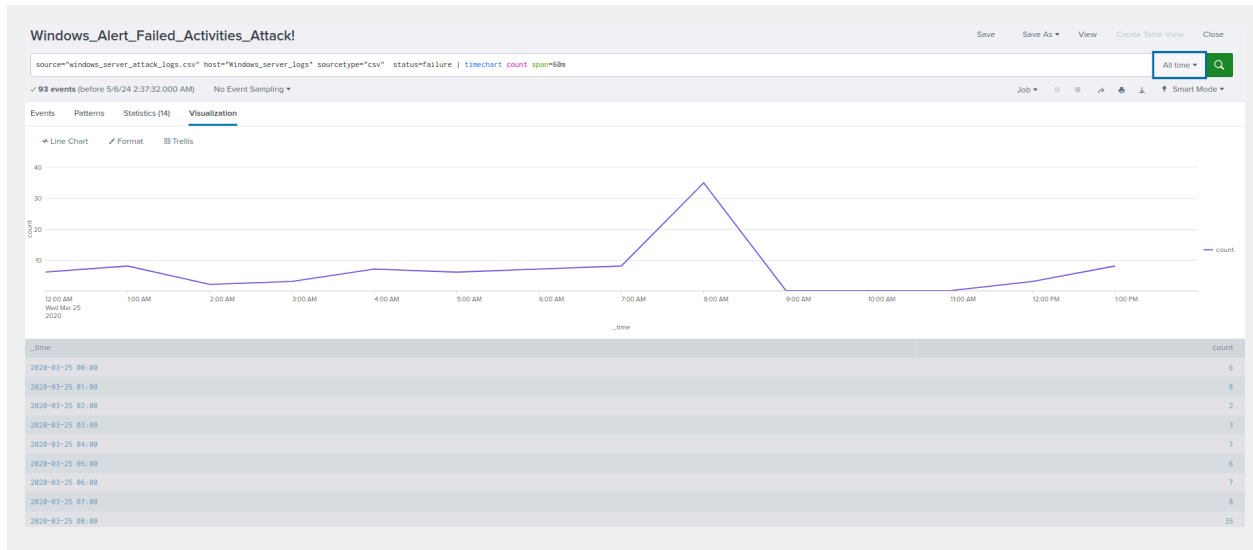 Windows_Alert_Failed_Activities_Attack!
Save Save As View Create Table View Close
source="windows_server_attack_logs.csv" host="Windows_server_logs" sourcetype="csv" status=failure | timechart count span=60m
All time
93 events (before 5/6/24 2:37:32.000 AM) No Event Sampling
Job Smart Mode
Events Patterns Statistics (14) Visualization
Line Chart Format Trellis
40
30
20
10
count
count
12:00 AM 1:00 AM 2:00 AM 3:00 AM 4:00 AM 5:00 AM 6:00 AM 7:00 AM 8:00 AM 9:00 AM 10:00 AM 11:00 AM 12:00 PM 1:00 PM
Wed Mar 25
2020
_time
_time count
2020-03-25 00:00 6
2020-03-25 01:00 8
2020-03-25 02:00 2
2020-03-25 03:00 3
2020-03-25 04:00 7
2020-03-25 05:00 6
2020-03-25 06:00 7
2020-03-25 07:00 8
2020-03-25 08:00 35